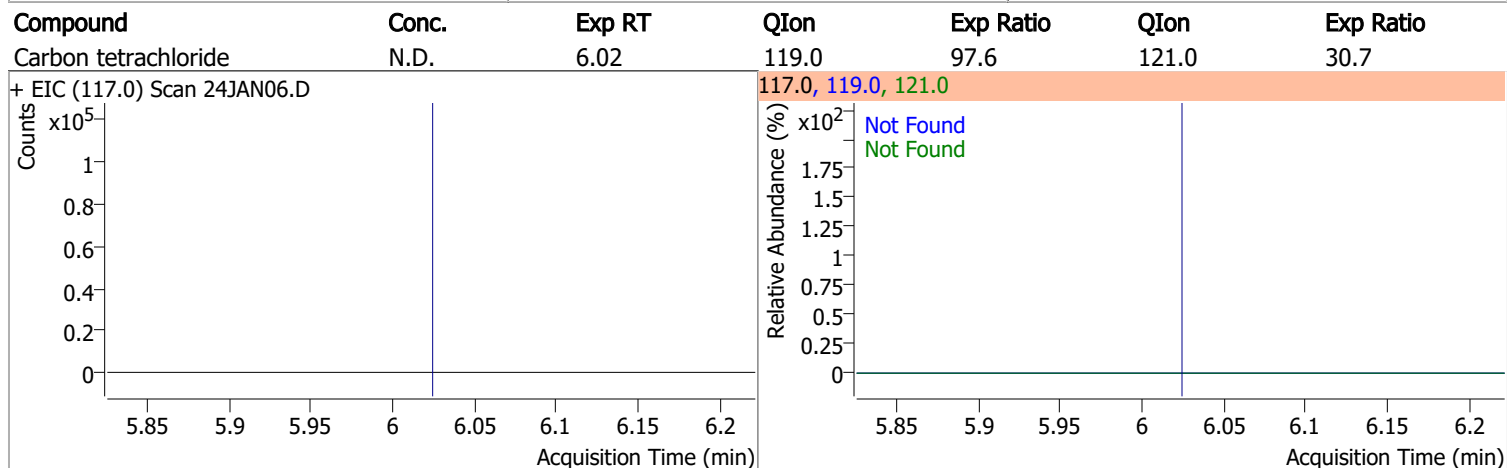 Compound Conc. Exp RT QIon Exp Ratio QIon Exp Ratio
Carbon tetrachloride N.D. 6.02 119.0 97.6 121.0 30.7
+ EIC (117.0) Scan 24JAN06.D
Counts
x10⁵
1
0.8
0.6
0.4
0.2
0
5.85 5.9 5.95 6 6.05 6.1 6.15 6.2
Acquisition Time (min)
117.0, 119.0, 121.0
Relative Abundance (%)
x10²
Not Found
Not Found
1.75
1.5
1.25
1
0.75
0.5
0.25
0
5.85 5.9 5.95 6 6.05 6.1 6.15 6.2
Acquisition Time (min)